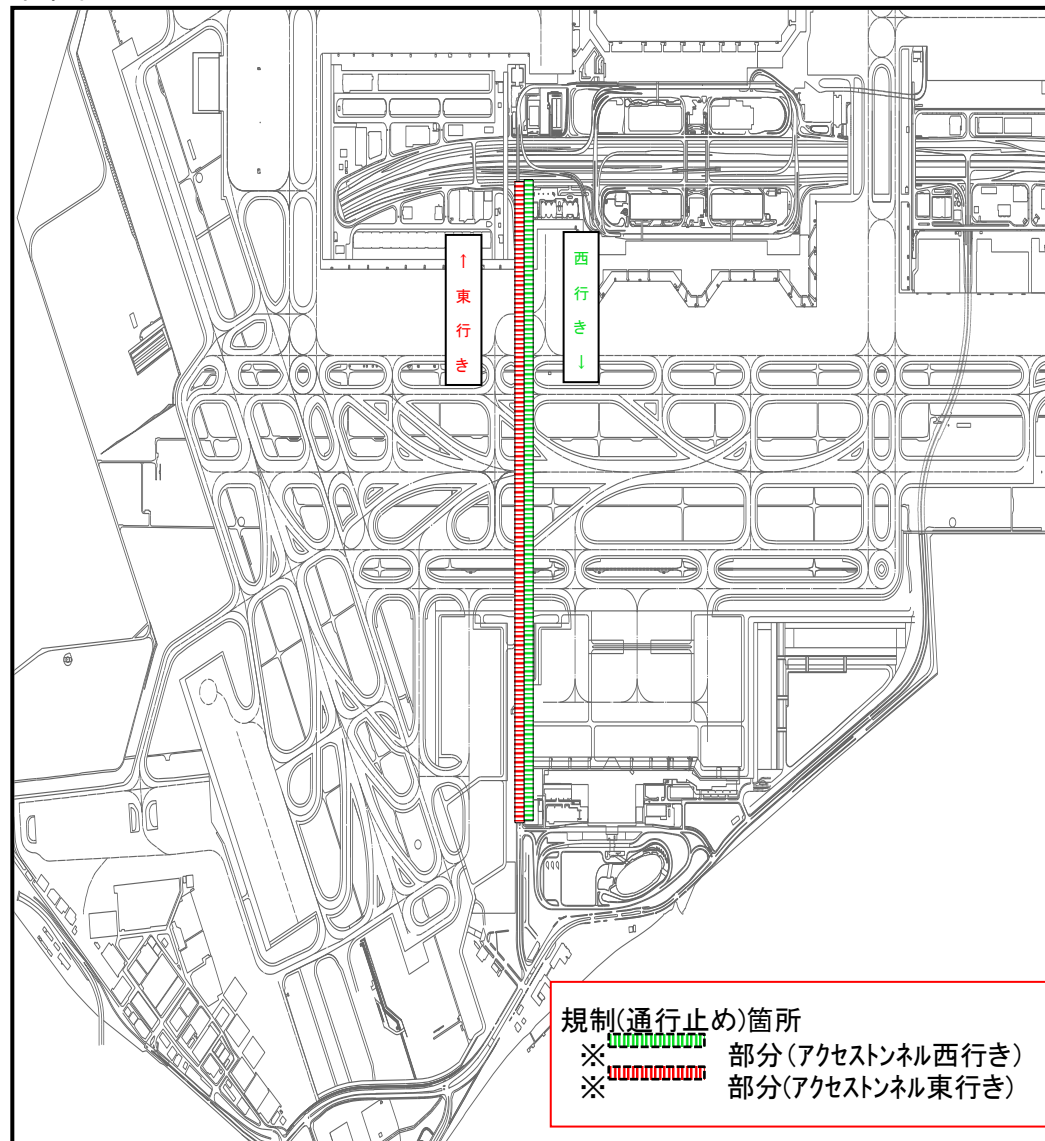 ↑東行き
西行き↓
規制(通行止め)箇所
※ 部分(アクセストンネル西行き)
※ 部分(アクセストンネル東行き)